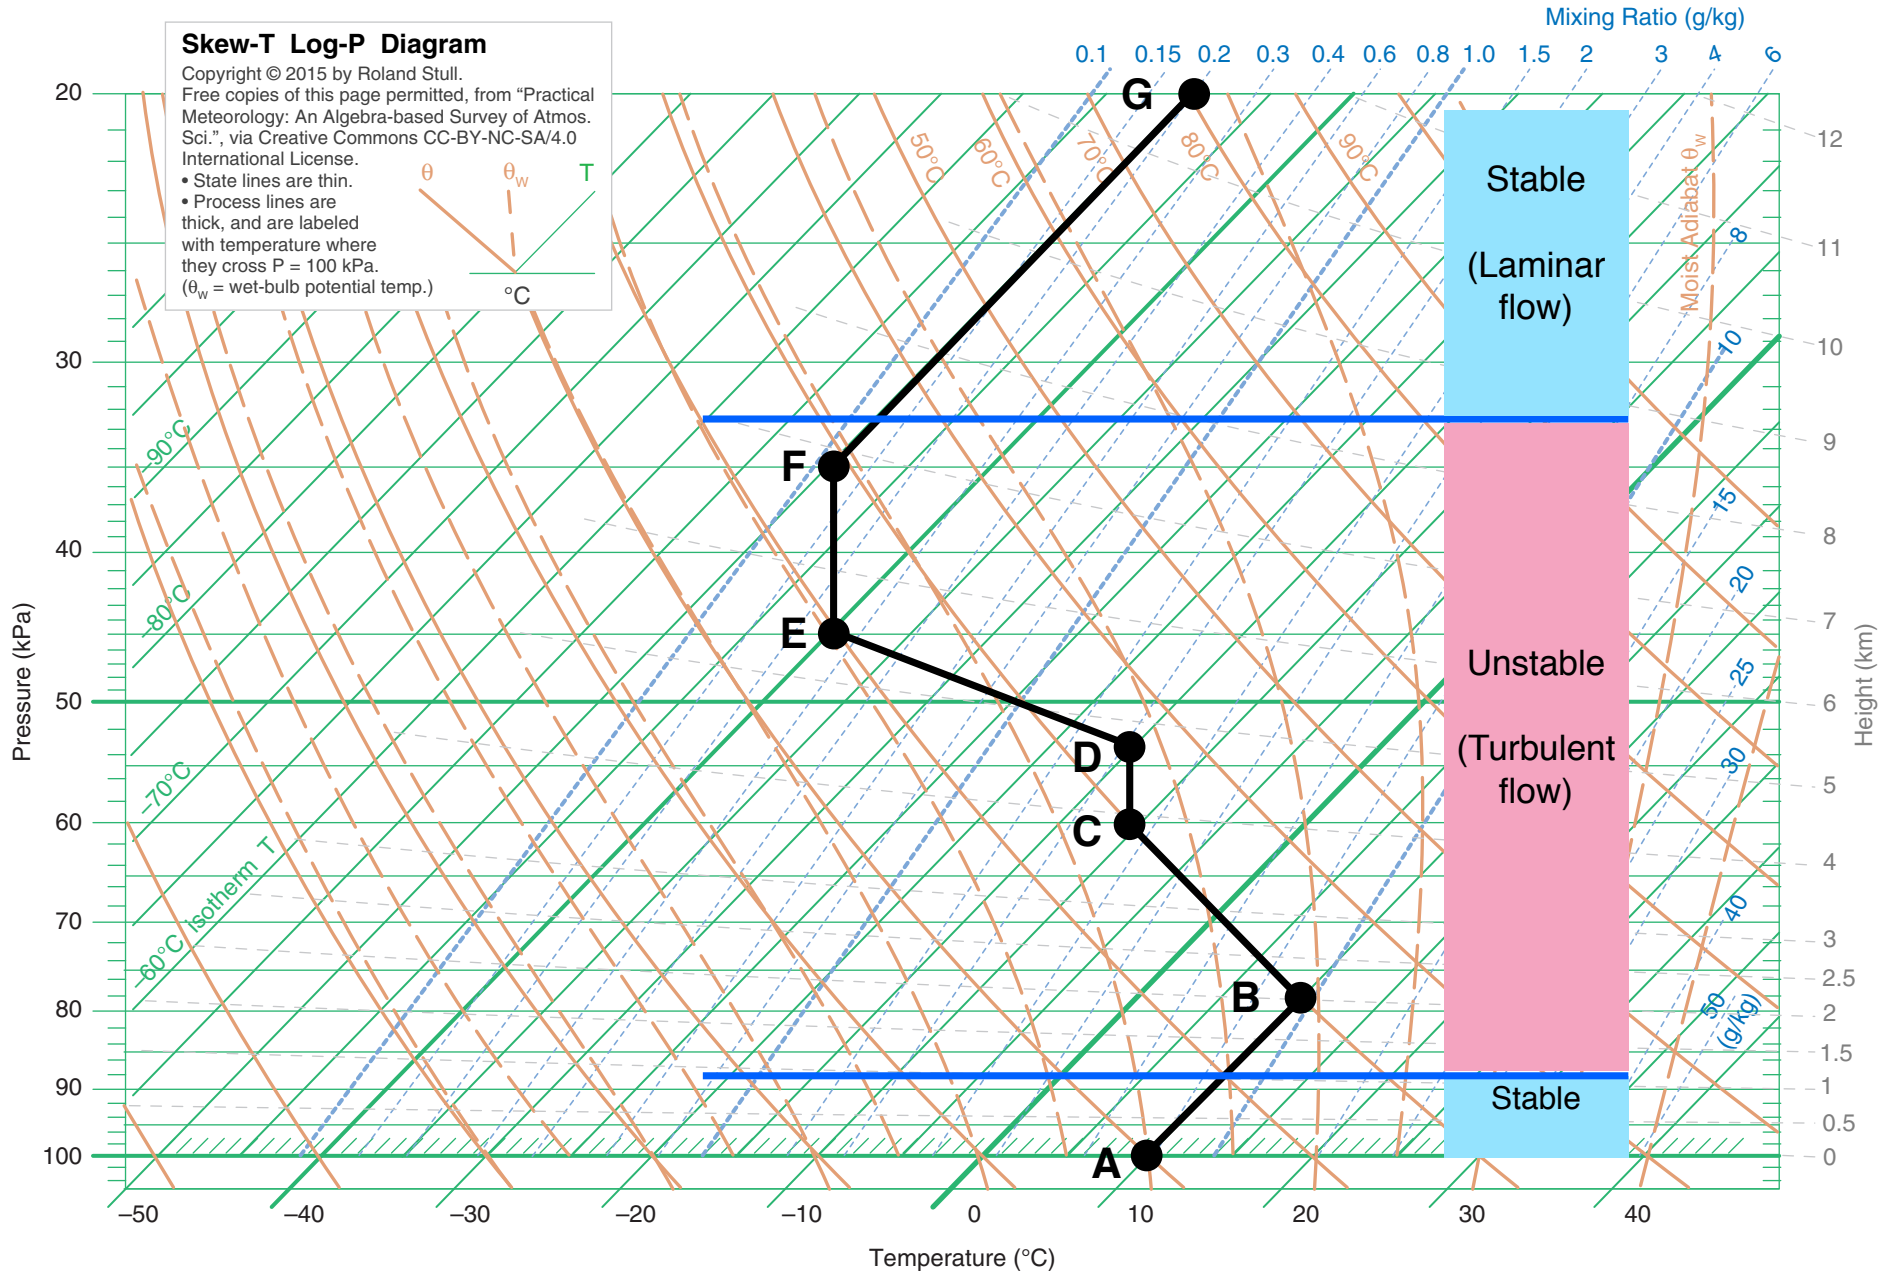 Mixing Ratio (g/kg)
0.1 0.15 0.2 0.3 0.4 0.6 0.8 1.0 1.5 2 3 4 6
Skew-T Log-P Diagram
Copyright © 2015 by Roland Stull.
Free copies of this page permitted, from “Practical
Meteorology: An Algebra-based Survey of Atmos.
Sci.”, via Creative Commons CC-BY-NC-SA/4.0
International License.
• State lines are thin.
• Process lines are
thick, and are labeled
with temperature where
they cross P = 100 kPa.
(θw = wet-bulb potential temp.)
θ θw T
°C
Pressure (kPa)
20
30
40
50
60
70
80
90
100
G
F
E
D
C
B
A
50°C
60°C
70°C
80°C
90°C
Moist Adiabat θw
–90°C
–80°C
–70°C
–60°C isotherm T
Stable
(Laminar
flow)
Unstable
(Turbulent
flow)
Stable
8
10
15
20
25
30
40
50
(g/kg)
12
11
10
9
8
7
6
5
4
3
2.5
2
1.5
1
0.5
0
Height (km)
–50 –40 –30 –20 –10 0 10 20 30 40
Temperature (°C)